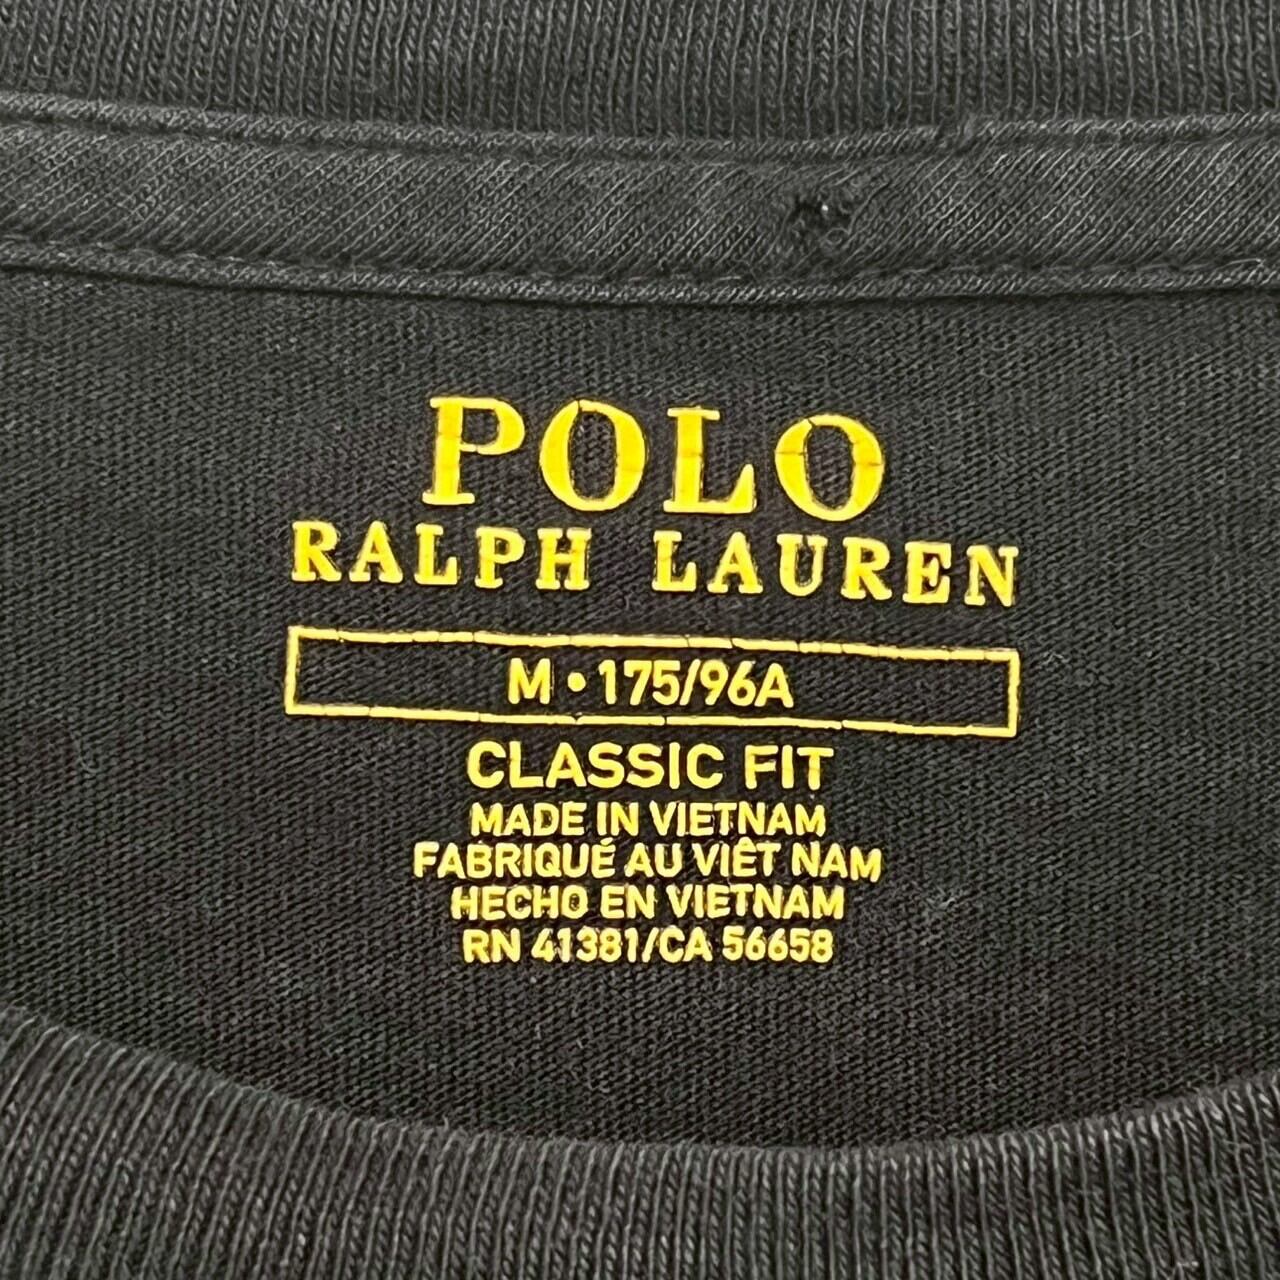 POLO
RALPH LAUREN
M • 175/96A
CLASSIC FIT
MADE IN VIETNAM
FABRIQUÉ AU VIÊT NAM
HECHO EN VIETNAM
RN 41381/CA 56658